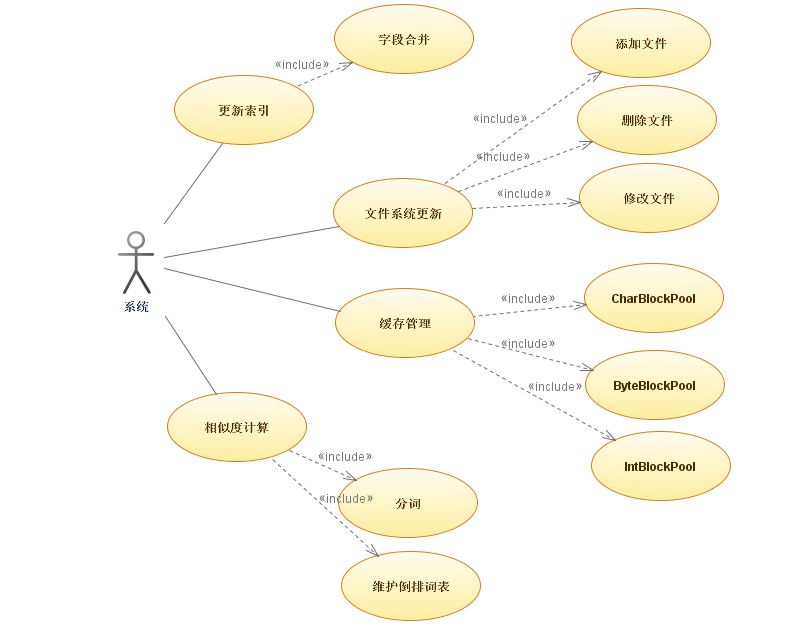 字段合并
添加文件
«include»
更新索引
«include»
删除文件
«include»
«include»
修改文件
文件系统更新
系统
«include»
CharBlockPool
缓存管理
«include»
ByteBlockPool
«include»
相似度计算
«include»
IntBlockPool
«include»
分词
维护倒排词表